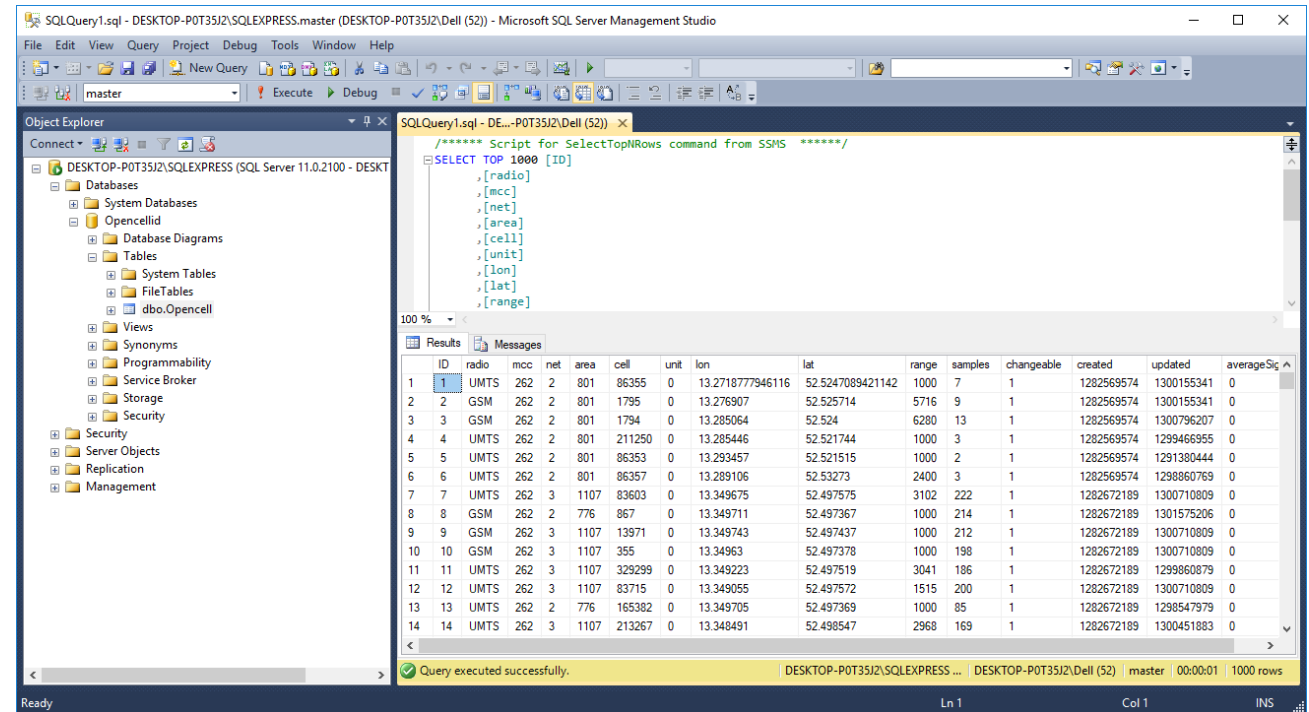 SQLQuery1.sql - DESKTOP-P0T35J2\SQLEXPRESS.master (DESKTOP-P0T35J2\Dell (52)) - Microsoft SQL Server Management Studio
File Edit View Query Project Debug Tools Window Help
New Query
master Execute Debug
Object Explorer
Connect
DESKTOP-P0T35J2\SQLEXPRESS (SQL Server 11.0.2100 - DESKT
Databases
System Databases
Opencellid
Database Diagrams
Tables
System Tables
FileTables
dbo.Opencell
Views
Synonyms
Programmability
Service Broker
Storage
Security
Security
Server Objects
Replication
Management
SQLQuery1.sql - DE...-P0T35J2\Dell (52))
/****** Script for SelectTopNRows command from SSMS ******/
SELECT TOP 1000 [ID]
,[radio]
,[mcc]
,[net]
,[area]
,[cell]
,[unit]
,[lon]
,[lat]
,[range]
100 %
Results Messages
ID radio mcc net area cell unit lon lat range samples changeable created updated averageSig
1 1 UMTS 262 2 801 86355 0 13.2718777946116 52.5247089421142 1000 7 1 1282569574 1300155341 0
2 2 GSM 262 2 801 1795 0 13.276907 52.525714 5716 9 1 1282569574 1300155341 0
3 3 GSM 262 2 801 1794 0 13.285064 52.524 6280 13 1 1282569574 1300796207 0
4 4 UMTS 262 2 801 211250 0 13.285446 52.521744 1000 3 1 1282569574 1299466955 0
5 5 UMTS 262 2 801 86353 0 13.293457 52.521515 1000 2 1 1282569574 1291380444 0
6 6 UMTS 262 2 801 86357 0 13.289106 52.53273 2400 3 1 1282569574 1298860769 0
7 7 UMTS 262 3 1107 83603 0 13.349675 52.497575 3102 222 1 1282672189 1300710809 0
8 8 GSM 262 2 776 867 0 13.349711 52.497367 1000 214 1 1282672189 1301575206 0
9 9 GSM 262 3 1107 13971 0 13.349743 52.497437 1000 212 1 1282672189 1300710809 0
10 10 GSM 262 3 1107 355 0 13.34963 52.497378 1000 198 1 1282672189 1300710809 0
11 11 UMTS 262 3 1107 329299 0 13.349223 52.497519 3041 186 1 1282672189 1299860879 0
12 12 UMTS 262 3 1107 83715 0 13.349055 52.497572 1515 200 1 1282672189 1300710809 0
13 13 UMTS 262 2 776 165382 0 13.349705 52.497369 1000 85 1 1282672189 1298547979 0
14 14 UMTS 262 3 1107 213267 0 13.348491 52.498547 2968 169 1 1282672189 1300451883 0
Query executed successfully. DESKTOP-P0T35J2\SQLEXPRESS ... DESKTOP-P0T35J2\Dell (52) master 00:00:01 1000 rows
Ready Ln 1 Col 1 INS